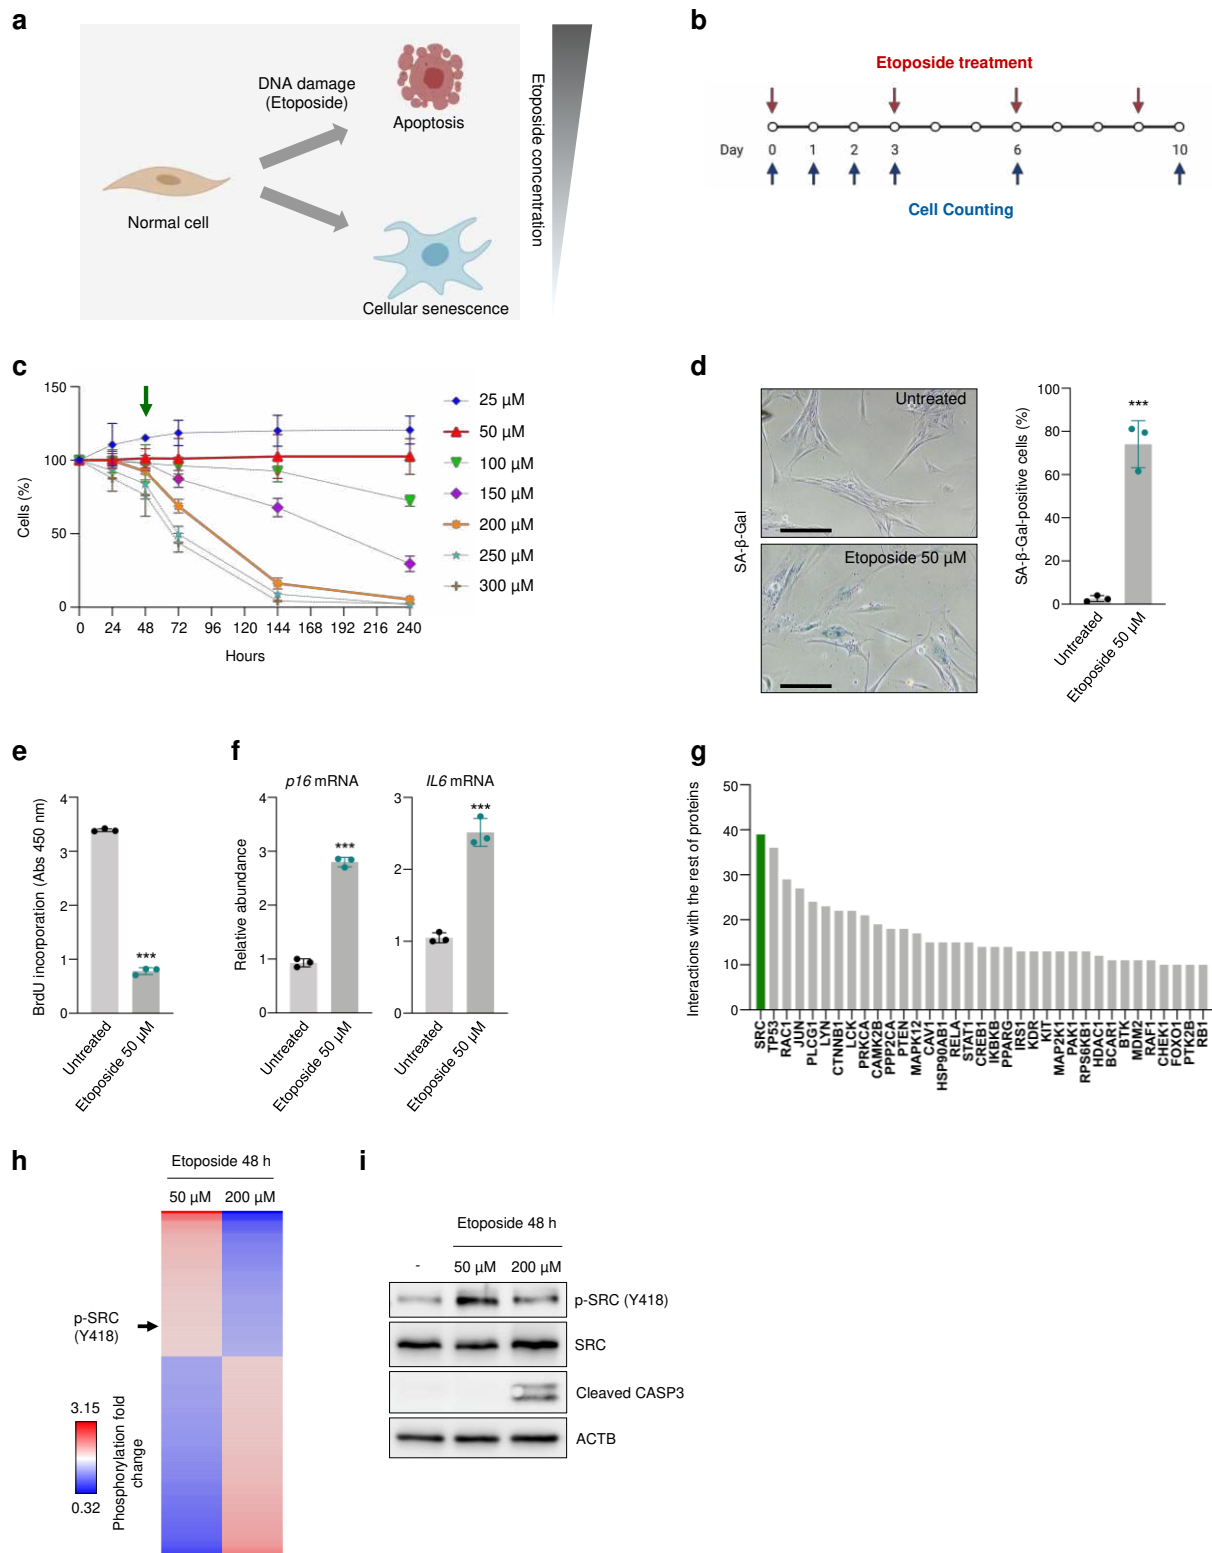 a
DNA damage
(Etoposide)
Apoptosis
Normal cell
Cellular senescence
Etoposide concentration
b
Etoposide treatment
Day 0 1 2 3 6 10
Cell Counting
c
150
100
50
0
Cells (%)
0 24 48 72 96 120 144 168 192 216 240
Hours
25 µM
50 µM
100 µM
150 µM
200 µM
250 µM
300 µM
d
SA-β-Gal
Untreated
Etoposide 50 µM
SA-β-Gal-positive cells (%)
100
80
60
40
20
0
***
Untreated
Etoposide 50 µM
e
BrdU incorporation (Abs 450 nm)
4
3
2
1
0
***
Untreated
Etoposide 50 µM
f
p16 mRNA
Relative abundance
4
3
2
1
0
***
Untreated
Etoposide 50 µM
IL6 mRNA
3
2
1
0
***
Untreated
Etoposide 50 µM
g
Interactions with the rest of proteins
50
40
30
20
10
0
SRC
TP53
RAC1
JUN
PLCG1
LYN
CTNNB1
LCK
PRKCA
CAMK2B
PPP2CA
PTEN
MAPK12
CAV1
HSP90AB1
RELA
STAT1
CREB1
IKBKB
PPARG
IRS1
KDR
KIT
MAP2K1
PAK1
RPS6KB1
HDAC1
BCAR1
BTK
MDM2
RAF1
CHEK1
FOXO1
PTK2B
RB1
h
Etoposide 48 h
50 µM 200 µM
p-SRC
(Y418)
3.15
0.32
Phosphorylation fold
change
i
Etoposide 48 h
- 50 µM 200 µM
p-SRC (Y418)
SRC
Cleaved CASP3
ACTB